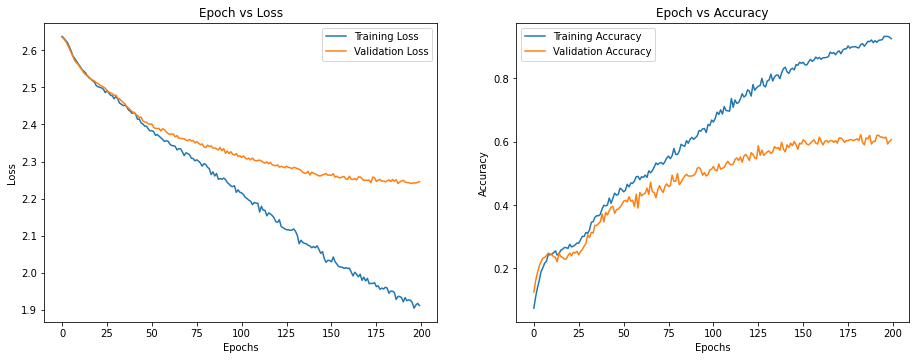 Epoch vs Loss
Training Loss
Validation Loss
2.6
2.5
2.4
2.3
2.2
2.1
2.0
1.9
Loss
0 25 50 75 100 125 150 175 200
Epochs
Epoch vs Accuracy
Training Accuracy
Validation Accuracy
0.8
0.6
0.4
0.2
Accuracy
0 25 50 75 100 125 150 175 200
Epochs